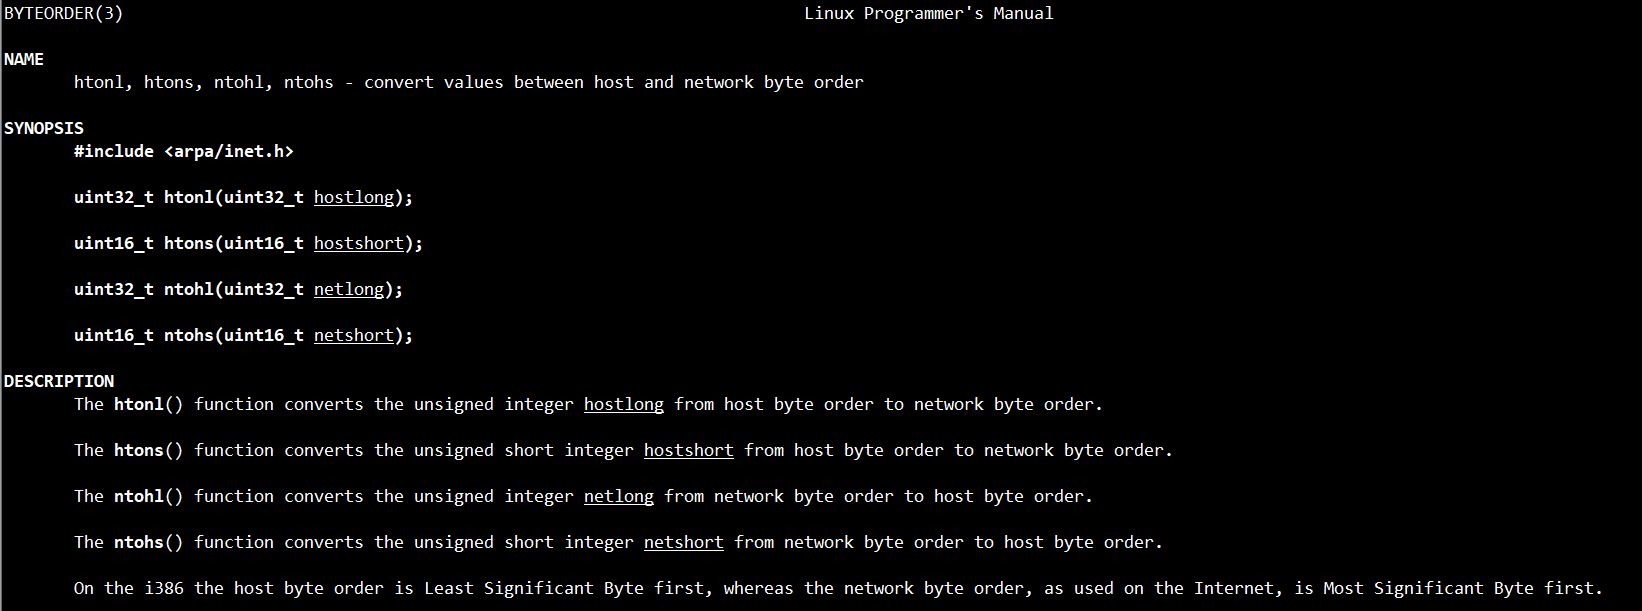 BYTEORDER(3) Linux Programmer's Manual
NAME
htonl, htons, ntohl, ntohs - convert values between host and network byte order
SYNOPSIS
#include <arpa/inet.h>
uint32_t htonl(uint32_t hostlong);
uint16_t htons(uint16_t hostshort);
uint32_t ntohl(uint32_t netlong);
uint16_t ntohs(uint16_t netshort);
DESCRIPTION
The htonl() function converts the unsigned integer hostlong from host byte order to network byte order.
The htons() function converts the unsigned short integer hostshort from host byte order to network byte order.
The ntohl() function converts the unsigned integer netlong from network byte order to host byte order.
The ntohs() function converts the unsigned short integer netshort from network byte order to host byte order.
On the i386 the host byte order is Least Significant Byte first, whereas the network byte order, as used on the Internet, is Most Significant Byte first.